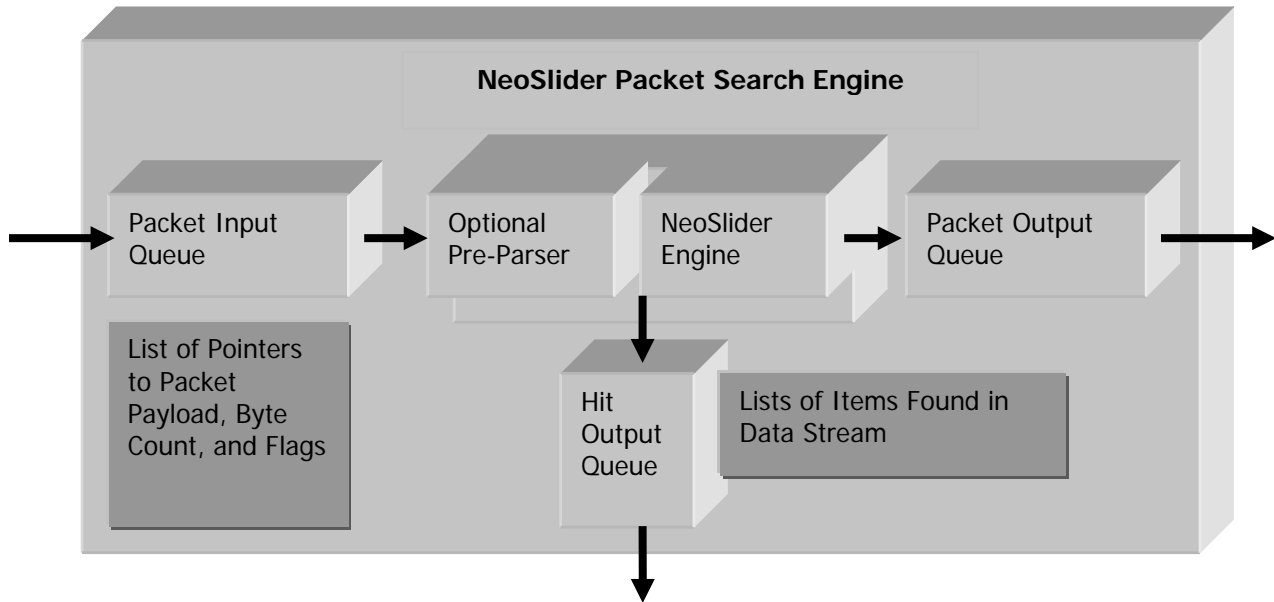 NeoSlider Packet Search Engine
Packet Input
Queue
Optional
Pre-Parser
NeoSlider
Engine
Packet Output
Queue
List of Pointers
to Packet
Payload, Byte
Count, and Flags
Hit
Output
Queue
Lists of Items Found in
Data Stream